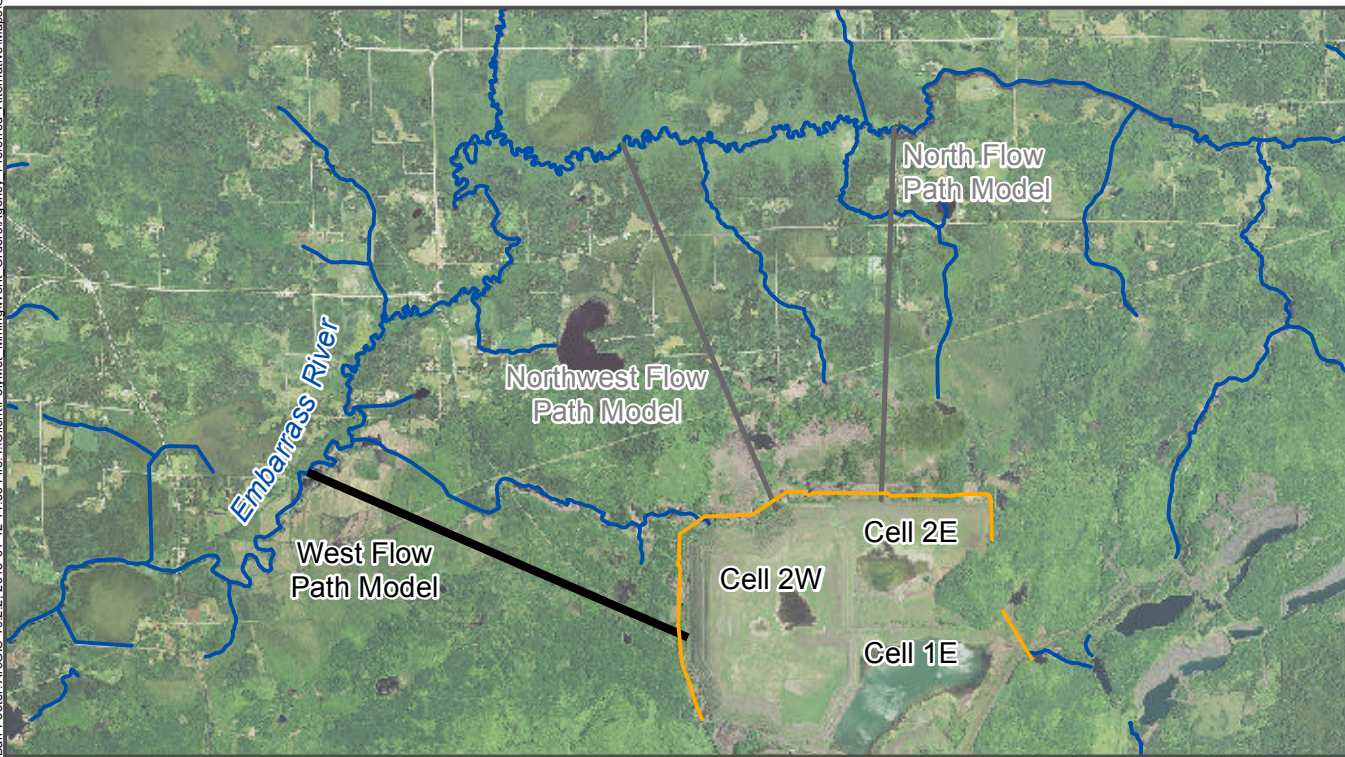 North Flow
Path Model
Northwest Flow
Path Model
Embarrass River
West Flow
Path Model
Cell 2E
Cell 2W
Cell 1E